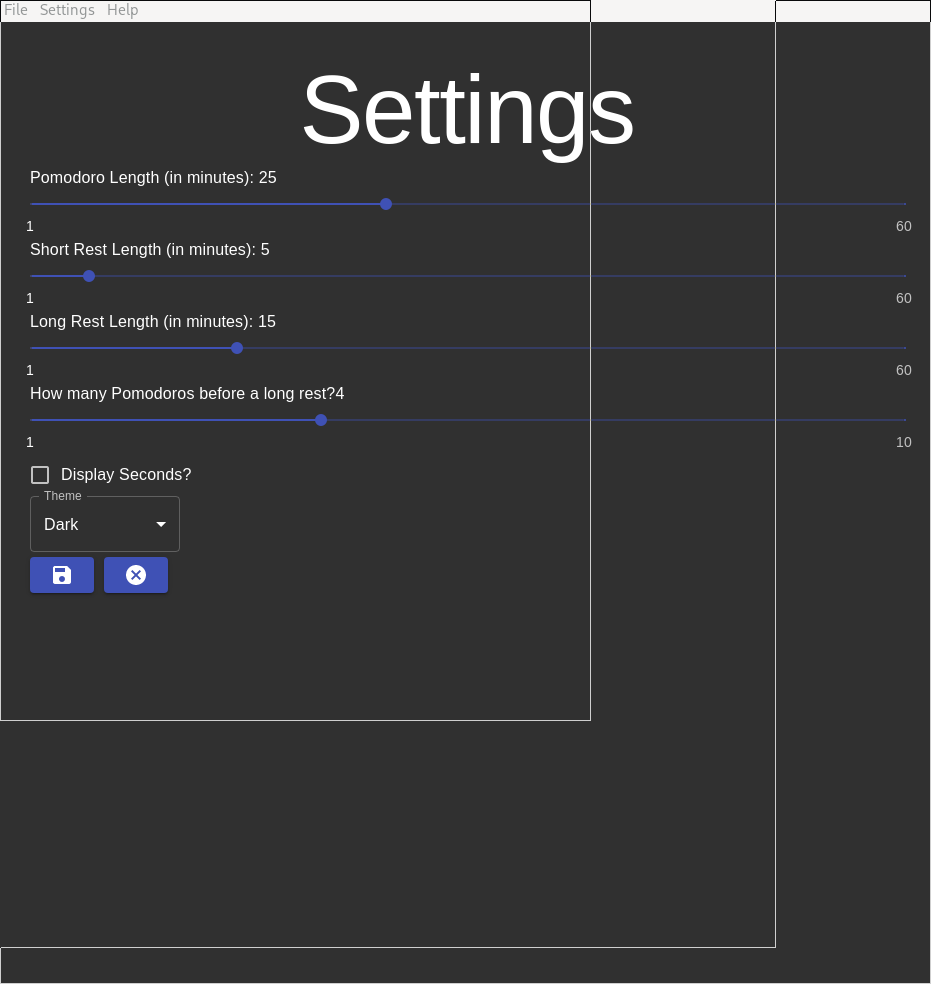 File Settings Help
Settings
Pomodoro Length (in minutes): 25
1 60
Short Rest Length (in minutes): 5
1 60
Long Rest Length (in minutes): 15
1 60
How many Pomodoros before a long rest?4
1 10
Display Seconds?
Theme
Dark